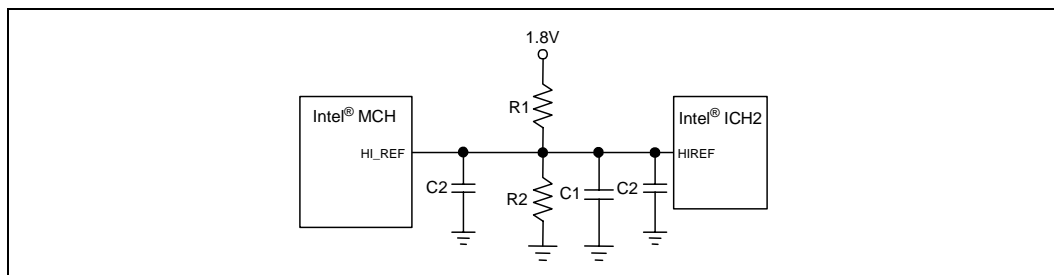 1.8V
R1
Intel® MCH
Intel® ICH2
HI_REF
HIREF
C2
R2
C1
C2